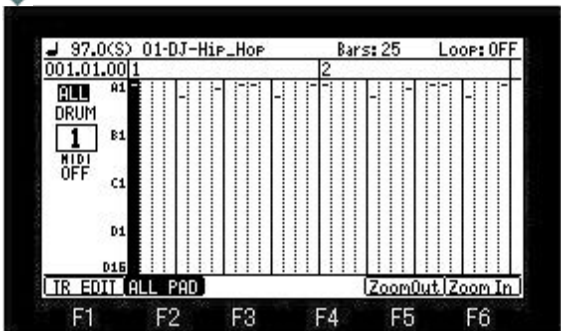 ♩ 97.0(S) 01-DJ-Hip_Hop Bars: 25 Loop: OFF
001.01.00 1 2
ALL A1
DRUM
1 B1
MIDI
OFF C1
D1
D16
TR EDIT ALL PAD ZoomOut Zoom In
F1 F2 F3 F4 F5 F6